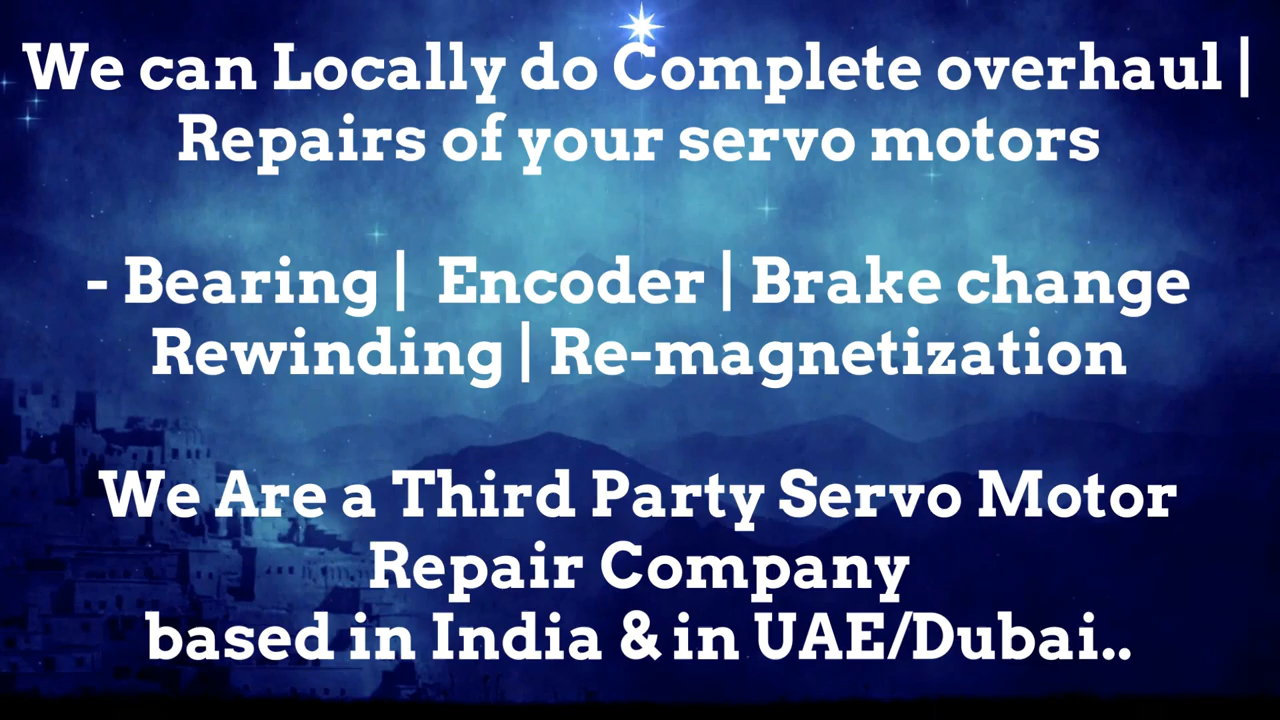 We can Locally do Complete overhaul |
Repairs of your servo motors
- Bearing | Encoder | Brake change
Rewinding | Re-magnetization
We Are a Third Party Servo Motor
Repair Company
based in India & in UAE/Dubai..